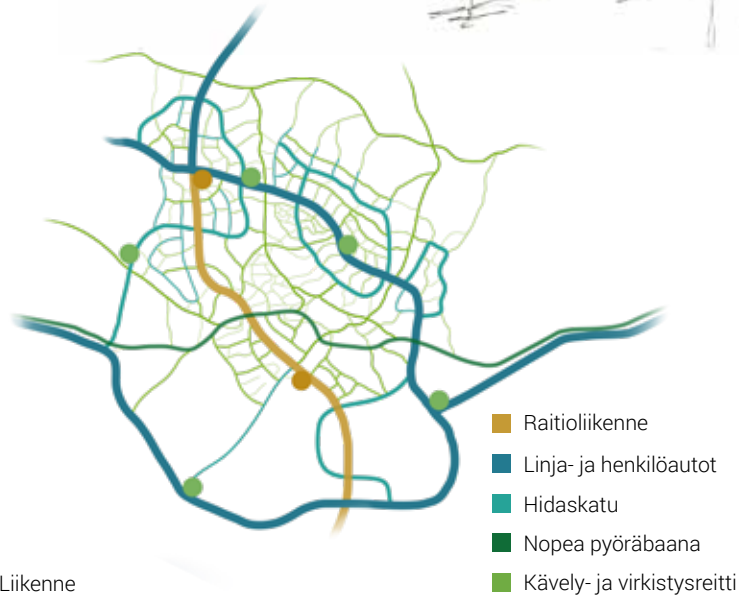 Raitioliikenne
Linja- ja henkilöautot
Hidaskatu
Nopea pyöräbaana
Kävely- ja virkistysreitti
Liikenne